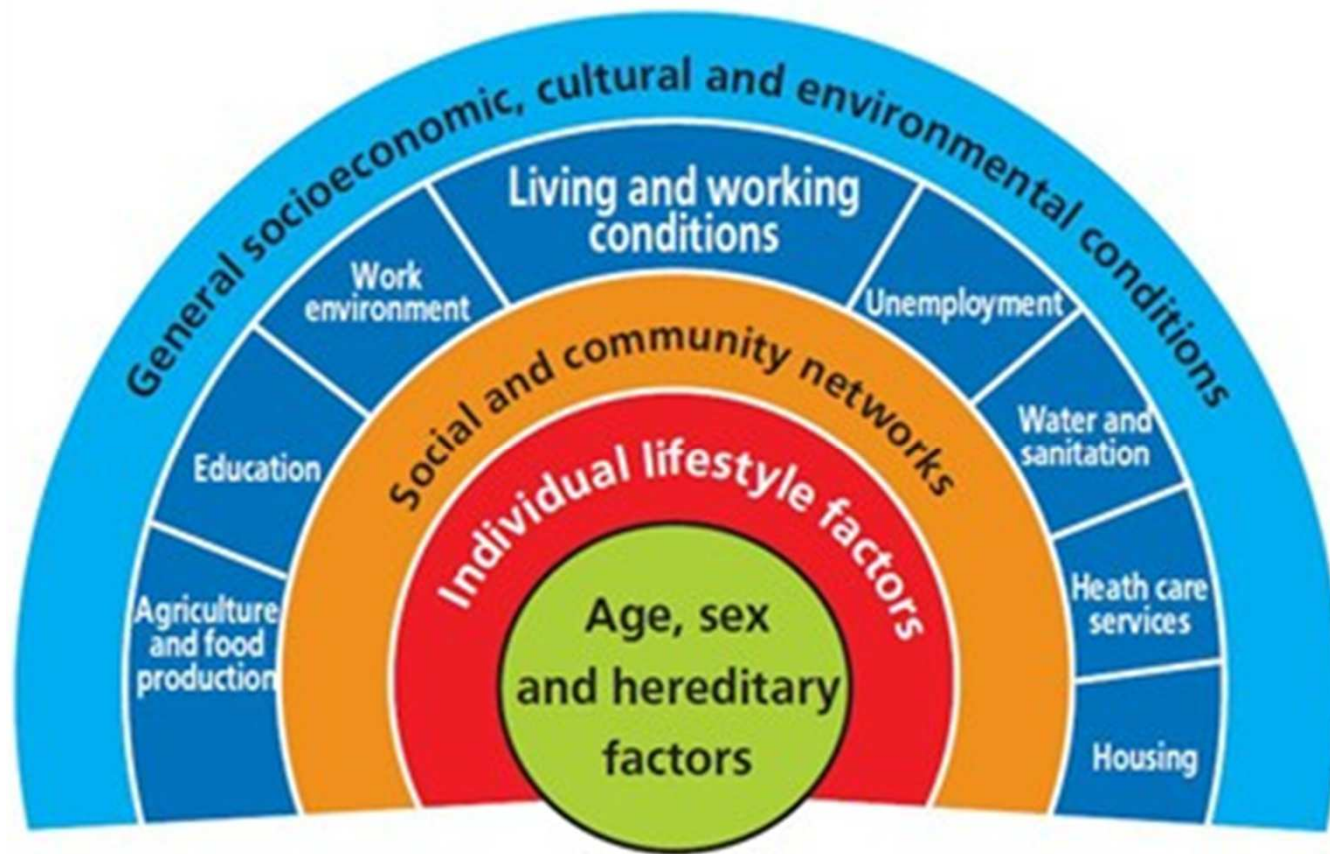 General socioeconomic, cultural and environmental conditions
Living and working
conditions
Work
environment
Unemployment
Education
Water and
sanitation
Agriculture
and food
production
Heath care
services
Housing
Social and community networks
Individual lifestyle factors
Age, sex
and hereditary
factors